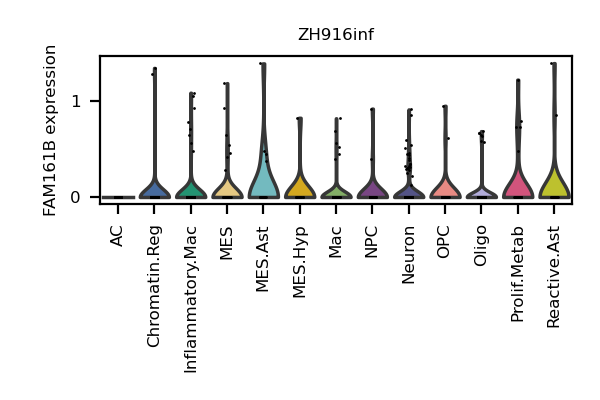 ZH916inf
FAM161B expression
1
0
AC
Chromatin.Reg
Inflammatory.Mac
MES
MES.Ast
MES.Hyp
Mac
NPC
Neuron
OPC
Oligo
Prolif.Metab
Reactive.Ast